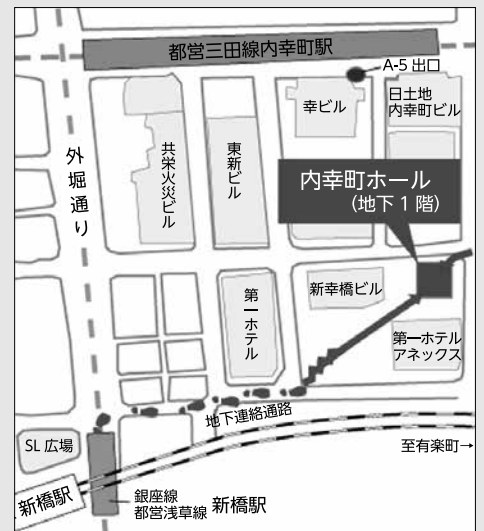 都営三田線内幸町駅
A-5 出口
幸ビル
日土地
内幸町ビル
外堀通り
共栄火災ビル
東新ビル
内幸町ホール
(地下1階)
第一ホテル
新幸橋ビル
第一ホテル
アネックス
地下連絡通路
SL 広場
至有楽町→
新橋駅
銀座線
都営浅草線 新橋駅